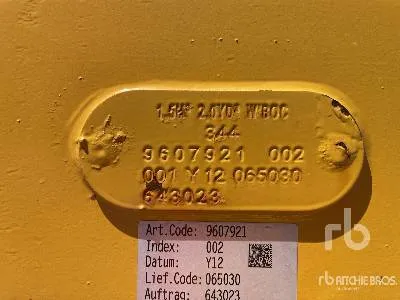 1.5M³ 2.0YD³ W BOC
344
9607921 002
001 Y12 065030
643023
Art.Code: 9607921
Index: 002
Datum: Y12
Lief.Code: 065030
Auftrag: 643023
rb
rb RITCHIE BROS.